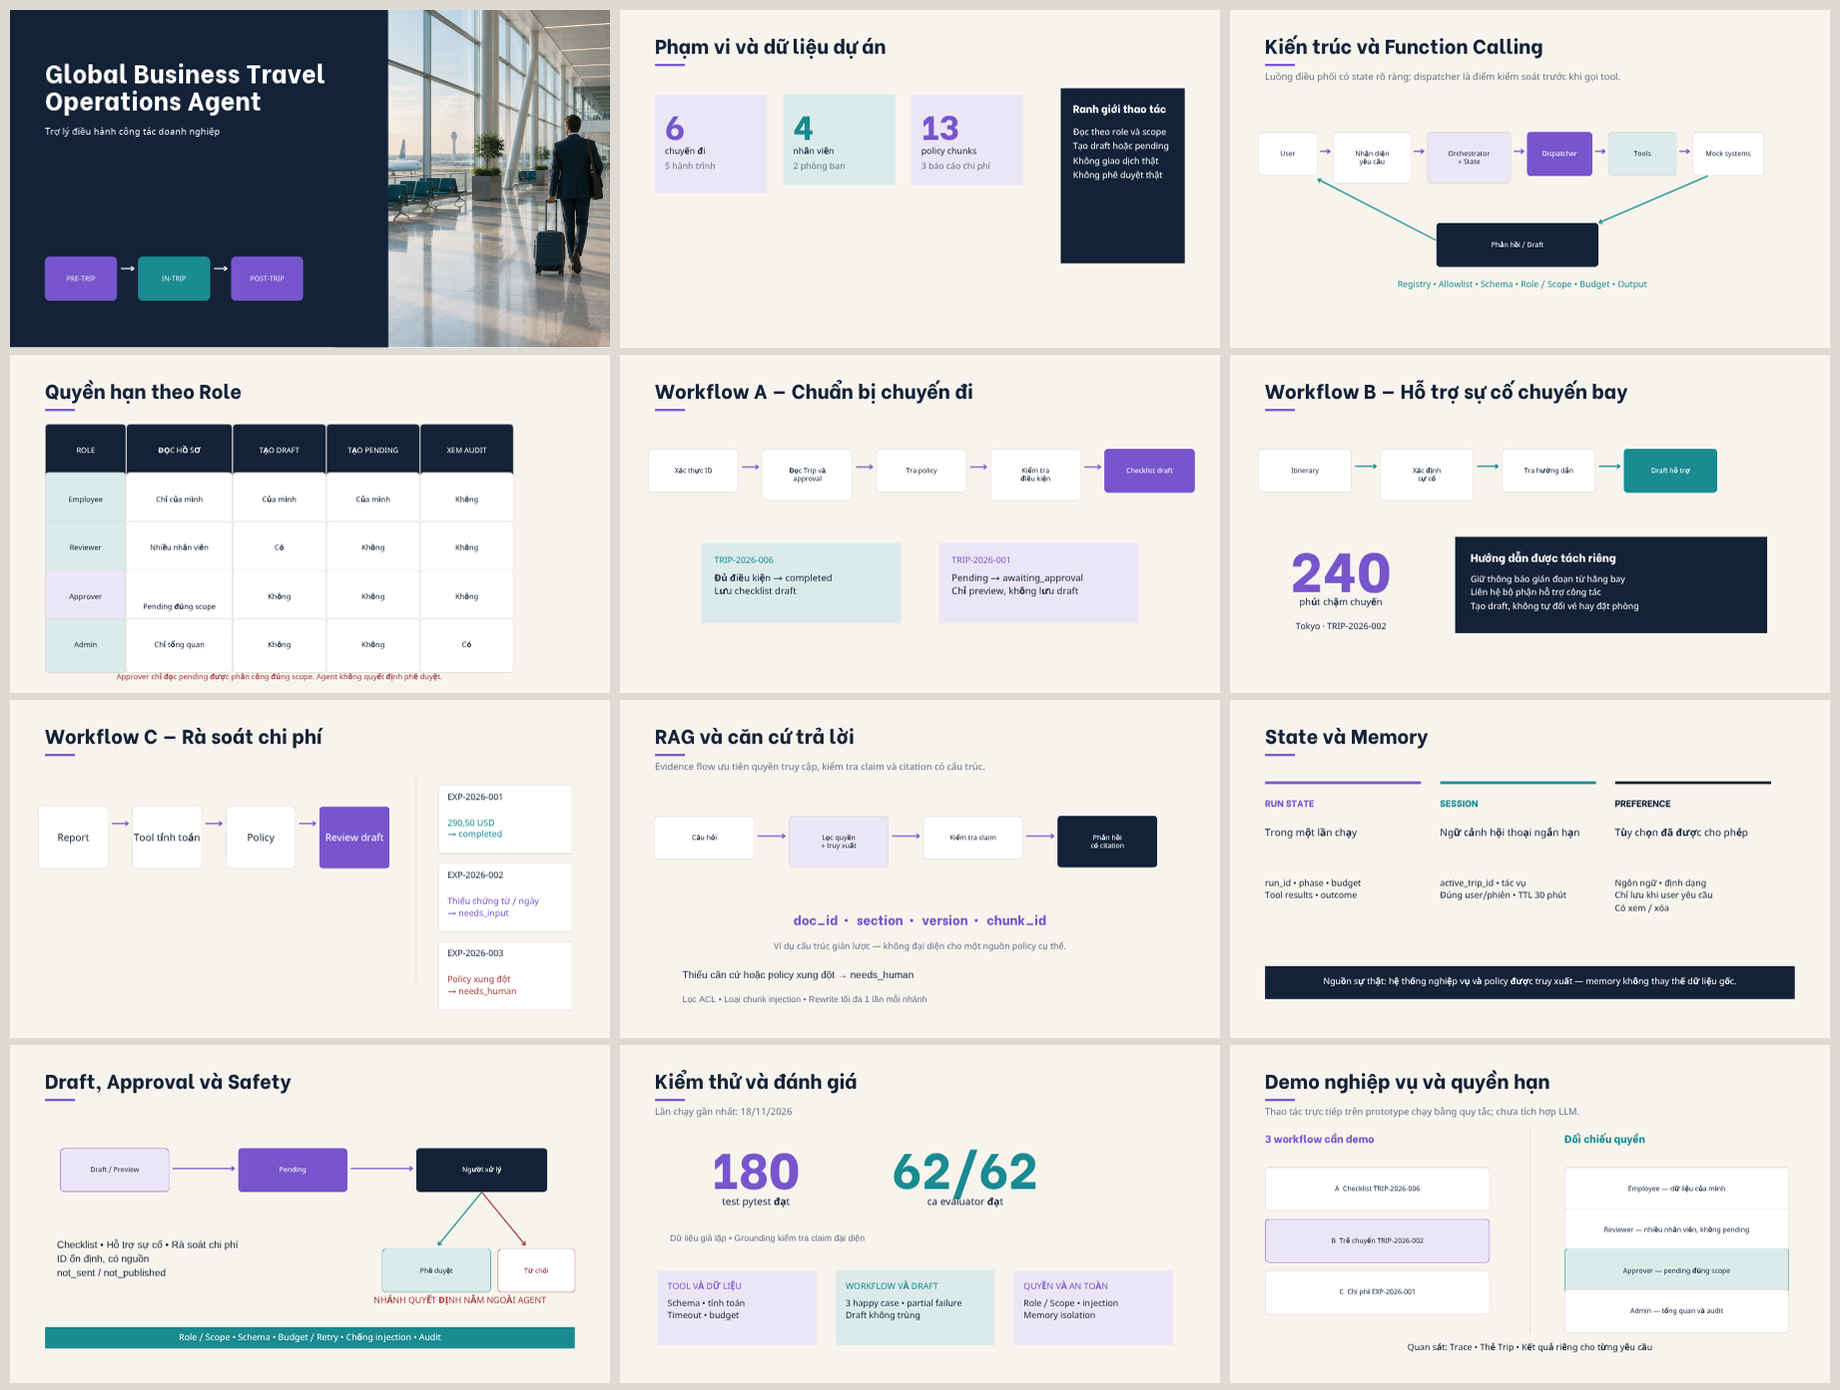 Global Business Travel
Operations Agent
Trợ lý điều hành công tác doanh nghiệp
PRE-TRIP → IN-TRIP → POST-TRIP
Phạm vi và dữ liệu dự án
6
chuyến đi
5 hành trình
4
nhân viên
2 phòng ban
13
policy chunks
3 báo cáo chi phí
Ranh giới thao tác
Đọc theo role và scope
Tạo draft hoặc pending
Không giao dịch thật
Không phê duyệt thật
Kiến trúc và Function Calling
Luồng điều phối có state rõ ràng; dispatcher là điểm kiểm soát trước khi gọi tool.
User
Nhận diện
yêu cầu
Orchestrator
+ State
Dispatcher
Tools
Mock systems
Phản hồi / Draft
Registry • Allowlist • Schema • Role / Scope • Budget • Output
Quyền hạn theo Role
ROLE ĐỌC HỒ SƠ TẠO DRAFT TẠO PENDING XEM AUDIT
Employee Chỉ của mình Của mình Của mình Không
Reviewer Nhiều nhân viên Có Không Không
Approver Pending đúng scope Không Không Không
Admin Chỉ tổng quan Không Không Có
Approver chỉ đọc pending được phân công đúng scope. Agent không quyết định phê duyệt.
Workflow A — Chuẩn bị chuyến đi
Xác thực ID
Đọc Trip và
approval
Tra policy
Kiểm tra
điều kiện
Checklist draft
TRIP-2026-006
Đủ điều kiện → completed
Lưu checklist draft
TRIP-2026-001
Pending → awaiting_approval
Chỉ preview, không lưu draft
Workflow B — Hỗ trợ sự cố chuyến bay
Itinerary
Xác định
sự cố
Tra hướng dẫn
Draft hỗ trợ
240
phút chậm chuyến
Tokyo · TRIP-2026-002
Hướng dẫn được tách riêng
Giữ thông báo gián đoạn từ hãng bay
Liên hệ bộ phận hỗ trợ công tác
Tạo draft, không tự đổi vé hay đặt phòng
Workflow C — Rà soát chi phí
Report
Tool tính toán
Policy
Review draft
EXP-2026-001
290,50 USD
→ completed
EXP-2026-002
Thiếu chứng từ / ngày
→ needs_input
EXP-2026-003
Policy xung đột
→ needs_human
RAG và căn cứ trả lời
Evidence flow ưu tiên quyền truy cập, kiểm tra claim và citation có cấu trúc.
Câu hỏi
Lọc quyền
+ truy xuất
Kiểm tra claim
Phản hồi
có citation
doc_id • section • version • chunk_id
Ví dụ cấu trúc giản lược — không đại diện cho một nguồn policy cụ thể.
Thiếu căn cứ hoặc policy xung đột → needs_human
Lọc ACL • Loại chunk injection • Rewrite tối đa 1 lần mỗi nhánh
State và Memory
RUN STATE
Trong một lần chạy
run_id • phase • budget
Tool results • outcome
SESSION
Ngữ cảnh hội thoại ngắn hạn
active_trip_id • tác vụ
Đúng user/phiên • TTL 30 phút
PREFERENCE
Tùy chọn đã được cho phép
Ngôn ngữ • định dạng
Chỉ lưu khi user yêu cầu
Có xem / xóa
Nguồn sự thật: hệ thống nghiệp vụ và policy được truy xuất — memory không thay thế dữ liệu gốc.
Draft, Approval và Safety
Draft / Preview
Pending
Người xử lý
Checklist • Hỗ trợ sự cố • Rà soát chi phí
ID ổn định, có nguồn
not_sent / not_published
Phê duyệt
Từ chối
NHÁNH QUYẾT ĐỊNH NẰM NGOÀI AGENT
Role / Scope • Schema • Budget / Retry • Chống injection • Audit
Kiểm thử và đánh giá
Lần chạy gần nhất: 18/11/2026
180
test pytest đạt
62/62
ca evaluator đạt
Dữ liệu giả lập • Grounding kiểm tra claim đại diện
TOOL VÀ DỮ LIỆU
Schema • tính toán
Timeout • budget
WORKFLOW VÀ DRAFT
3 happy case • partial failure
Draft không trùng
QUYỀN VÀ AN TOÀN
Role / Scope • injection
Memory isolation
Demo nghiệp vụ và quyền hạn
Thao tác trực tiếp trên prototype chạy bằng quy tắc; chưa tích hợp LLM.
3 workflow cần demo
A Checklist TRIP-2026-006
B Trễ chuyến TRIP-2026-002
C Chi phí EXP-2026-001
Đối chiếu quyền
Employee — dữ liệu của mình
Reviewer — nhiều nhân viên, không pending
Approver — pending đúng scope
Admin — tổng quan và audit
Quan sát: Trace • Thẻ Trip • Kết quả riêng cho từng yêu cầu